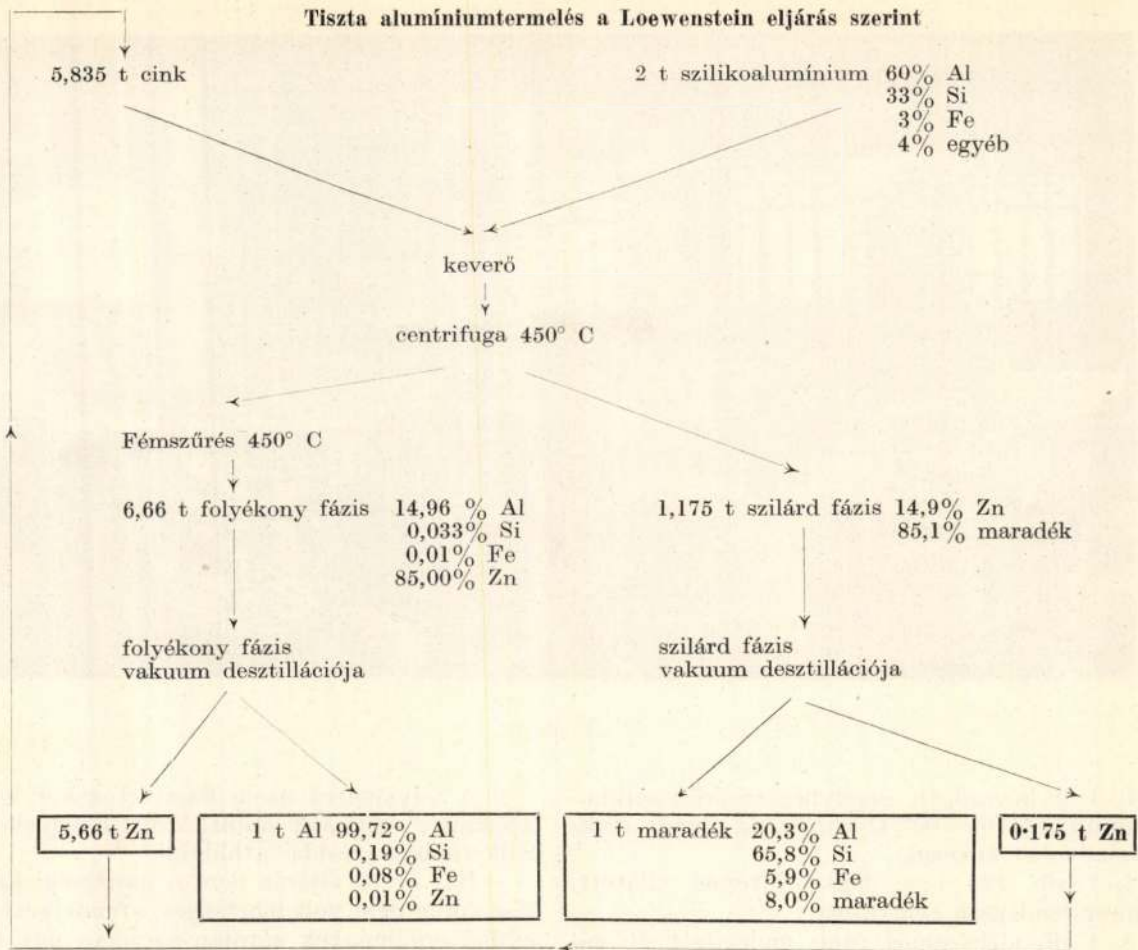 Tiszta alumíniumtermelés a Loewenstein eljárás szerint
5,835 t cink
2 t szilikoalumínium 60% Al
33% Si
3% Fe
4% egyéb
keverő
centrifuga 450° C
Fémszűrés 450° C
6,66 t folyékony fázis 14,96 % Al
0,033% Si
0,01% Fe
85,00% Zn
1,175 t szilárd fázis 14,9% Zn
85,1% maradék
folyékony fázis
vakuum desztillációja
szilárd fázis
vakuum desztillációja
5,66 t Zn
1 t Al 99,72% Al
0,19% Si
0,08% Fe
0,01% Zn
1 t maradék 20,3% Al
65,8% Si
5,9% Fe
8,0% maradék
0·175 t Zn